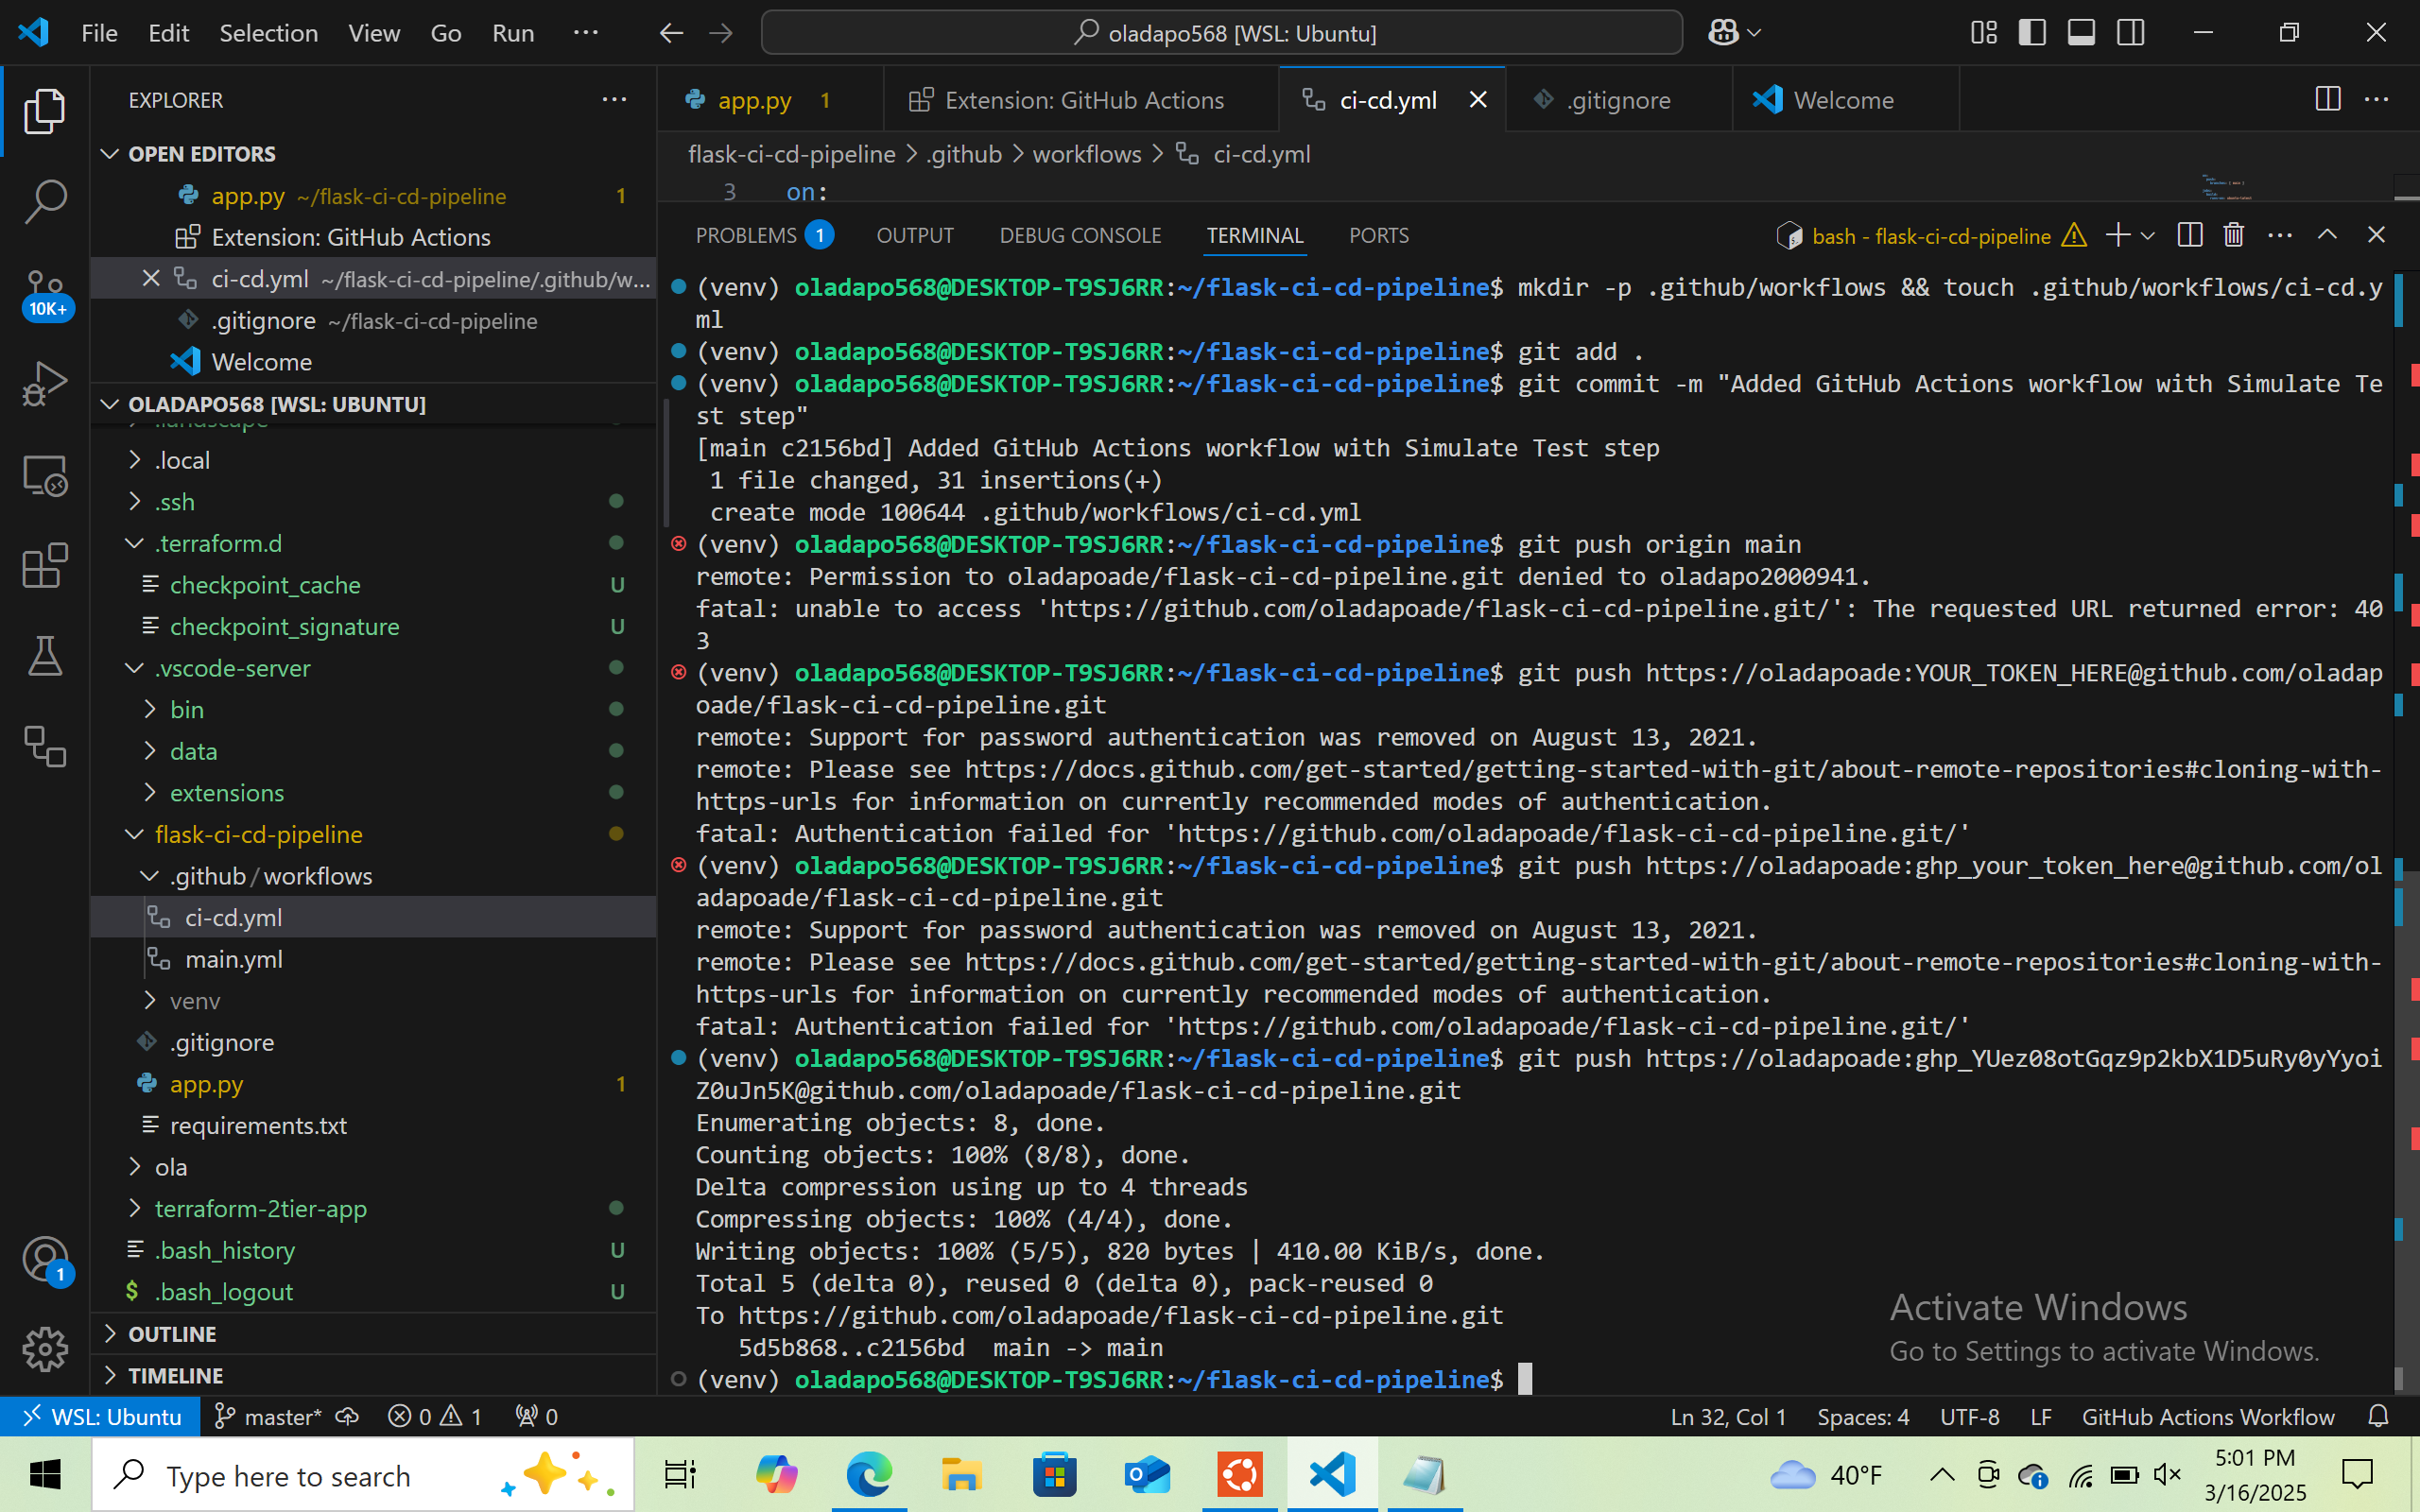 File Edit Selection View Go Run ··· oladapo568 [WSL: Ubuntu]
EXPLORER ···
OPEN EDITORS
app.py ~/flask-ci-cd-pipeline 1
Extension: GitHub Actions
ci-cd.yml ~/flask-ci-cd-pipeline/.github/w...
.gitignore ~/flask-ci-cd-pipeline
Welcome
10K+
OLADAPO568 [WSL: UBUNTU]
.landscape
.local
.ssh
.terraform.d
checkpoint_cache U
checkpoint_signature U
.vscode-server
bin
data
extensions
flask-ci-cd-pipeline
.github/workflows
ci-cd.yml
main.yml
venv
.gitignore
app.py 1
requirements.txt
ola
terraform-2tier-app
.bash_history U
$ .bash_logout U
1
OUTLINE
TIMELINE
app.py 1 Extension: GitHub Actions ci-cd.yml .gitignore Welcome
flask-ci-cd-pipeline > .github > workflows > ci-cd.yml
3 on:
PROBLEMS 1 OUTPUT DEBUG CONSOLE TERMINAL PORTS bash - flask-ci-cd-pipeline
(venv) oladapo568@DESKTOP-T9SJ6RR:~/flask-ci-cd-pipeline$ mkdir -p .github/workflows && touch .github/workflows/ci-cd.y
ml
(venv) oladapo568@DESKTOP-T9SJ6RR:~/flask-ci-cd-pipeline$ git add .
(venv) oladapo568@DESKTOP-T9SJ6RR:~/flask-ci-cd-pipeline$ git commit -m "Added GitHub Actions workflow with Simulate Te
st step"
[main c2156bd] Added GitHub Actions workflow with Simulate Test step
1 file changed, 31 insertions(+)
create mode 100644 .github/workflows/ci-cd.yml
(venv) oladapo568@DESKTOP-T9SJ6RR:~/flask-ci-cd-pipeline$ git push origin main
remote: Permission to oladapoade/flask-ci-cd-pipeline.git denied to oladapo2000941.
fatal: unable to access 'https://github.com/oladapoade/flask-ci-cd-pipeline.git/': The requested URL returned error: 40
3
(venv) oladapo568@DESKTOP-T9SJ6RR:~/flask-ci-cd-pipeline$ git push https://oladapoade:YOUR_TOKEN_HERE@github.com/oladap
oade/flask-ci-cd-pipeline.git
remote: Support for password authentication was removed on August 13, 2021.
remote: Please see https://docs.github.com/get-started/getting-started-with-git/about-remote-repositories#cloning-with-
https-urls for information on currently recommended modes of authentication.
fatal: Authentication failed for 'https://github.com/oladapoade/flask-ci-cd-pipeline.git/'
(venv) oladapo568@DESKTOP-T9SJ6RR:~/flask-ci-cd-pipeline$ git push https://oladapoade:ghp_your_token_here@github.com/ol
adapoade/flask-ci-cd-pipeline.git
remote: Support for password authentication was removed on August 13, 2021.
remote: Please see https://docs.github.com/get-started/getting-started-with-git/about-remote-repositories#cloning-with-
https-urls for information on currently recommended modes of authentication.
fatal: Authentication failed for 'https://github.com/oladapoade/flask-ci-cd-pipeline.git/'
(venv) oladapo568@DESKTOP-T9SJ6RR:~/flask-ci-cd-pipeline$ git push https://oladapoade:ghp_YUez08otGqz9p2kbX1D5uRy0yYyoi
Z0uJn5K@github.com/oladapoade/flask-ci-cd-pipeline.git
Enumerating objects: 8, done.
Counting objects: 100% (8/8), done.
Delta compression using up to 4 threads
Compressing objects: 100% (4/4), done.
Writing objects: 100% (5/5), 820 bytes | 410.00 KiB/s, done.
Total 5 (delta 0), reused 0 (delta 0), pack-reused 0
To https://github.com/oladapoade/flask-ci-cd-pipeline.git
5d5b868..c2156bd main -> main
(venv) oladapo568@DESKTOP-T9SJ6RR:~/flask-ci-cd-pipeline$
Activate Windows
Go to Settings to activate Windows.
WSL: Ubuntu master* 0 1 0 Ln 32, Col 1 Spaces: 4 UTF-8 LF GitHub Actions Workflow
Type here to search 40°F 5:01 PM
3/16/2025